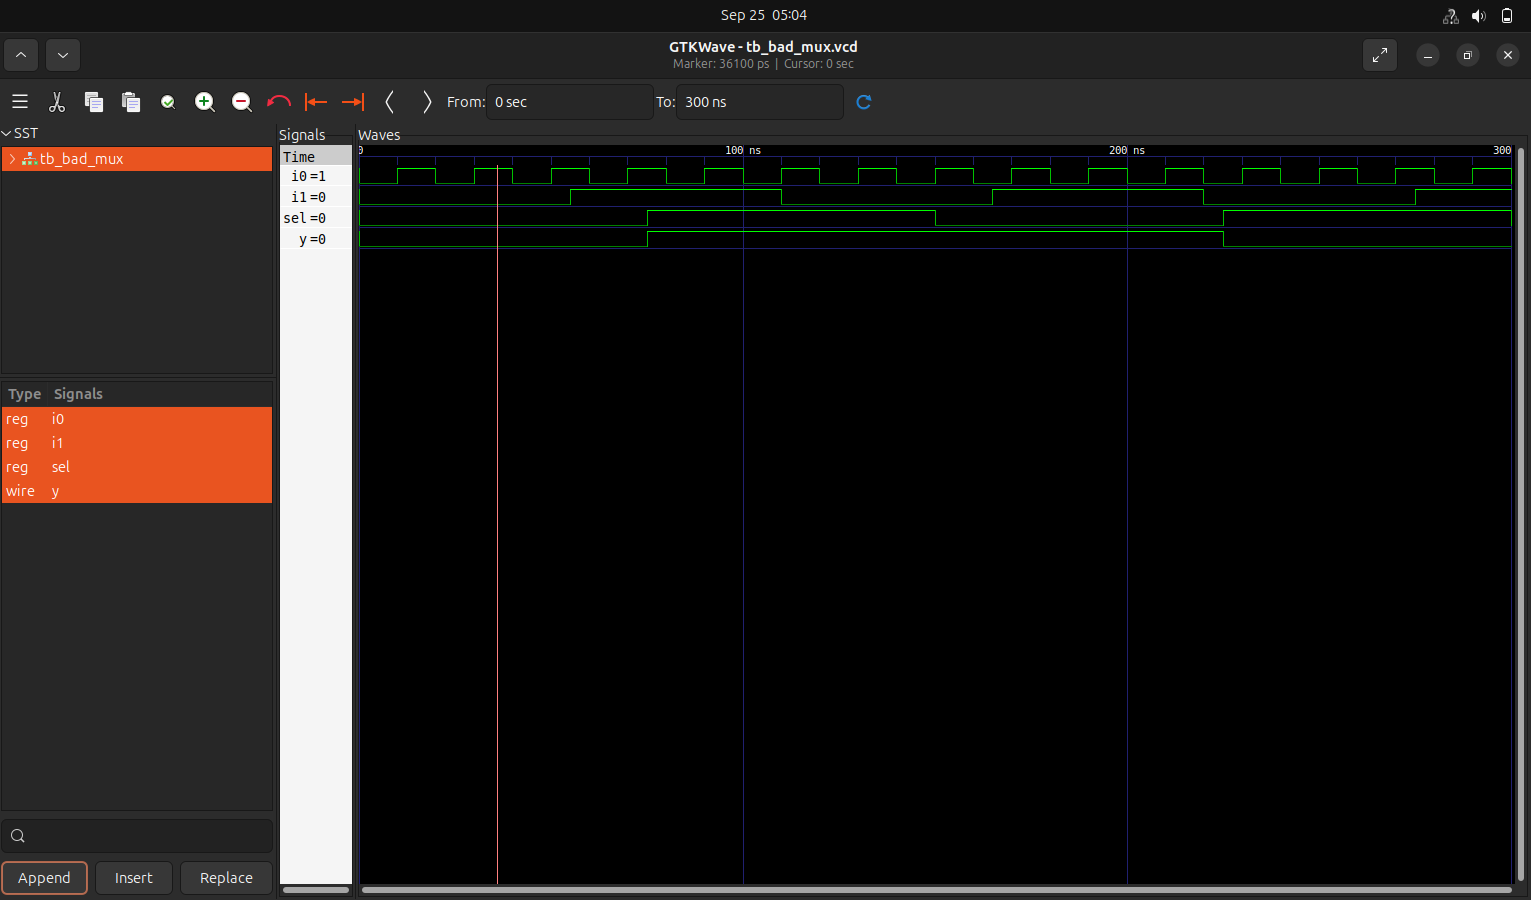 Sep 25 05:04
GTKWave - tb_bad_mux.vcd
Marker: 36100 ps | Cursor: 0 sec
From: 0 sec To: 300 ns
SST
tb_bad_mux
Type Signals
reg i0
reg i1
reg sel
wire y
Append Insert Replace
Signals
Time
i0=1
i1=0
sel=0
y=0
Waves
0 100 ns 200 ns 300